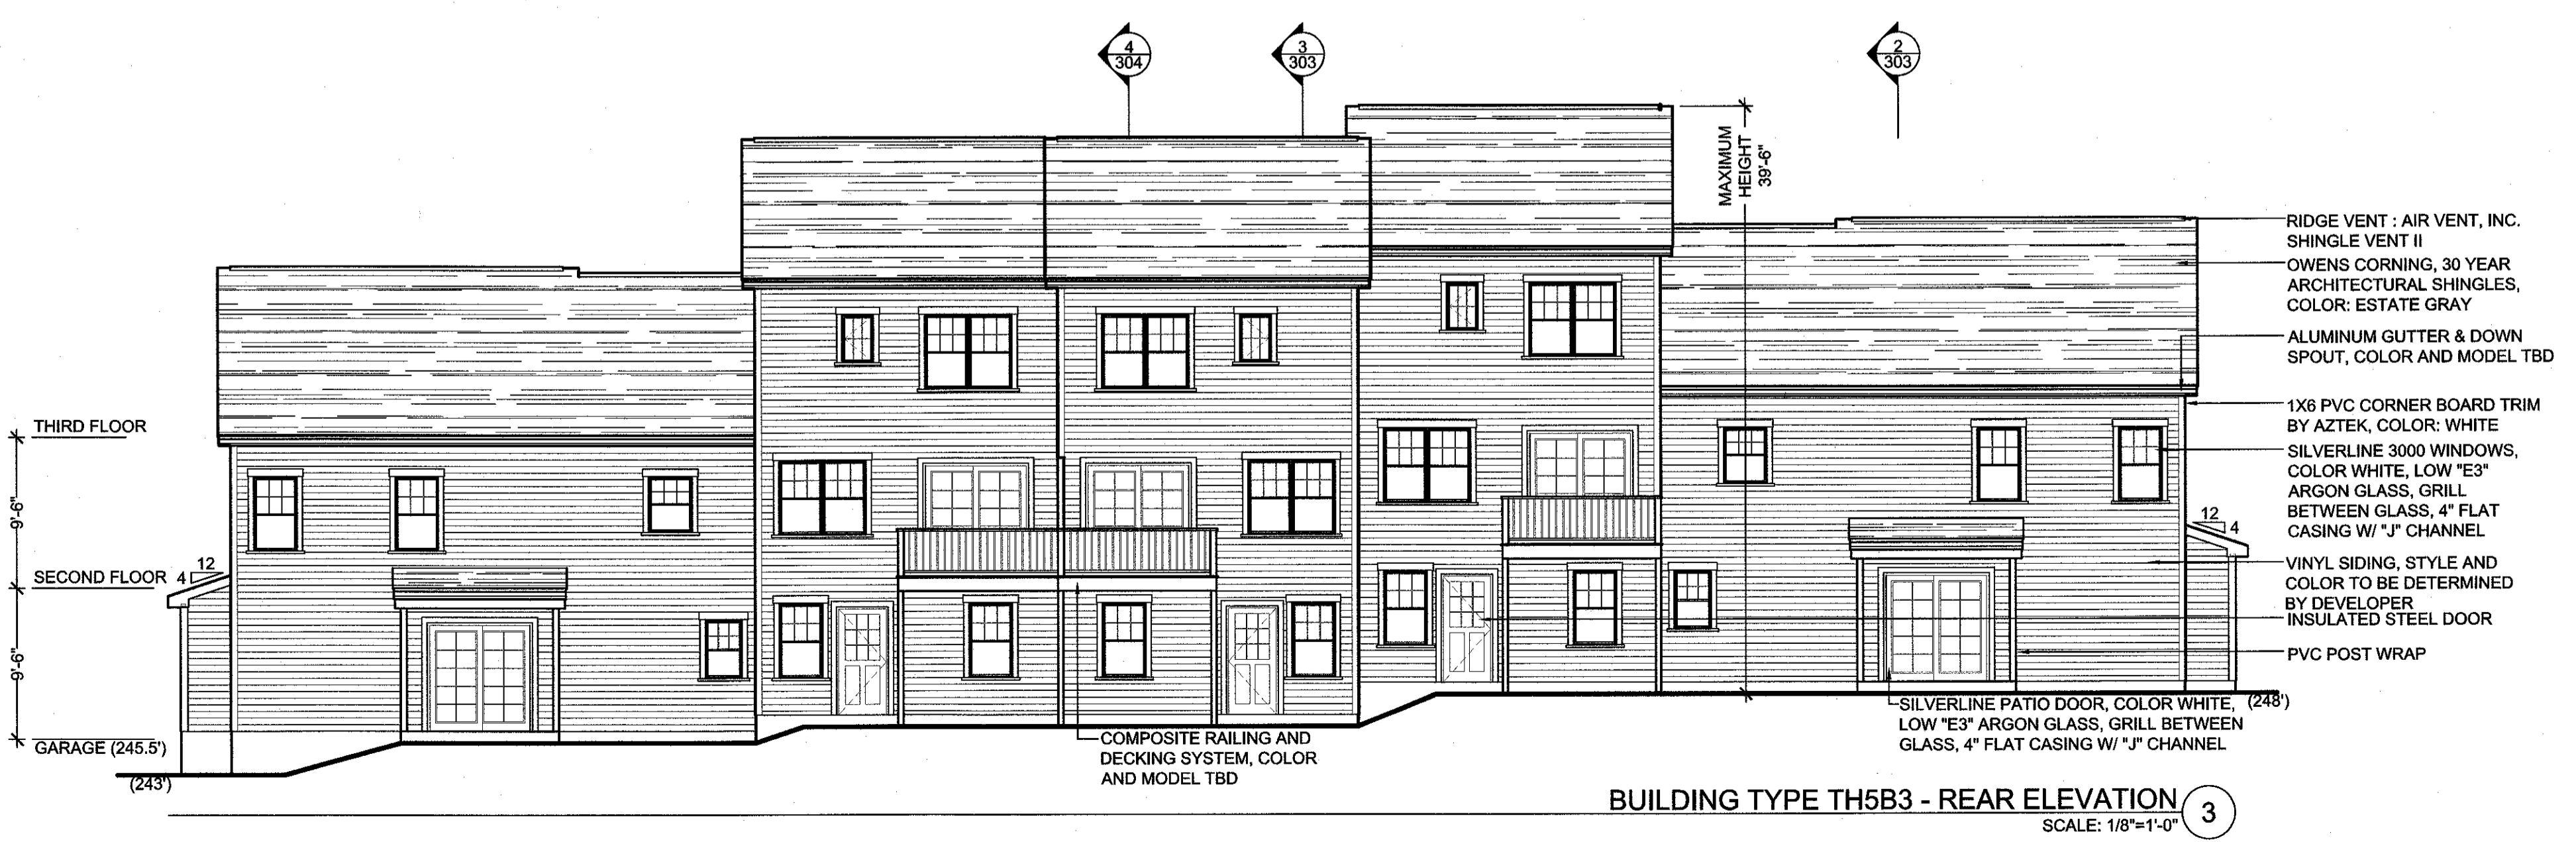 4
304
3
303
2
303
MAXIMUM
HEIGHT
39'-6"
RIDGE VENT : AIR VENT, INC.
SHINGLE VENT II
OWENS CORNING, 30 YEAR
ARCHITECTURAL SHINGLES,
COLOR: ESTATE GRAY
ALUMINUM GUTTER & DOWN
SPOUT, COLOR AND MODEL TBD
1X6 PVC CORNER BOARD TRIM
BY AZTEK, COLOR: WHITE
SILVERLINE 3000 WINDOWS,
COLOR WHITE, LOW "E3"
ARGON GLASS, GRILL
BETWEEN GLASS, 4" FLAT
CASING W/ "J" CHANNEL
12
4
VINYL SIDING, STYLE AND
COLOR TO BE DETERMINED
BY DEVELOPER
INSULATED STEEL DOOR
PVC POST WRAP
THIRD FLOOR
9'-6"
SECOND FLOOR
12
4
9'-6"
GARAGE (245.5')
(243')
COMPOSITE RAILING AND
DECKING SYSTEM, COLOR
AND MODEL TBD
SILVERLINE PATIO DOOR, COLOR WHITE,
LOW "E3" ARGON GLASS, GRILL BETWEEN
GLASS, 4" FLAT CASING W/ "J" CHANNEL
(248')
BUILDING TYPE TH5B3 - REAR ELEVATION
3
SCALE: 1/8"=1'-0"